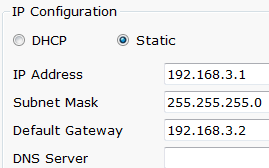 IP Configuration
DHCP Static
IP Address 192.168.3.1
Subnet Mask 255.255.255.0
Default Gateway 192.168.3.2
DNS Server